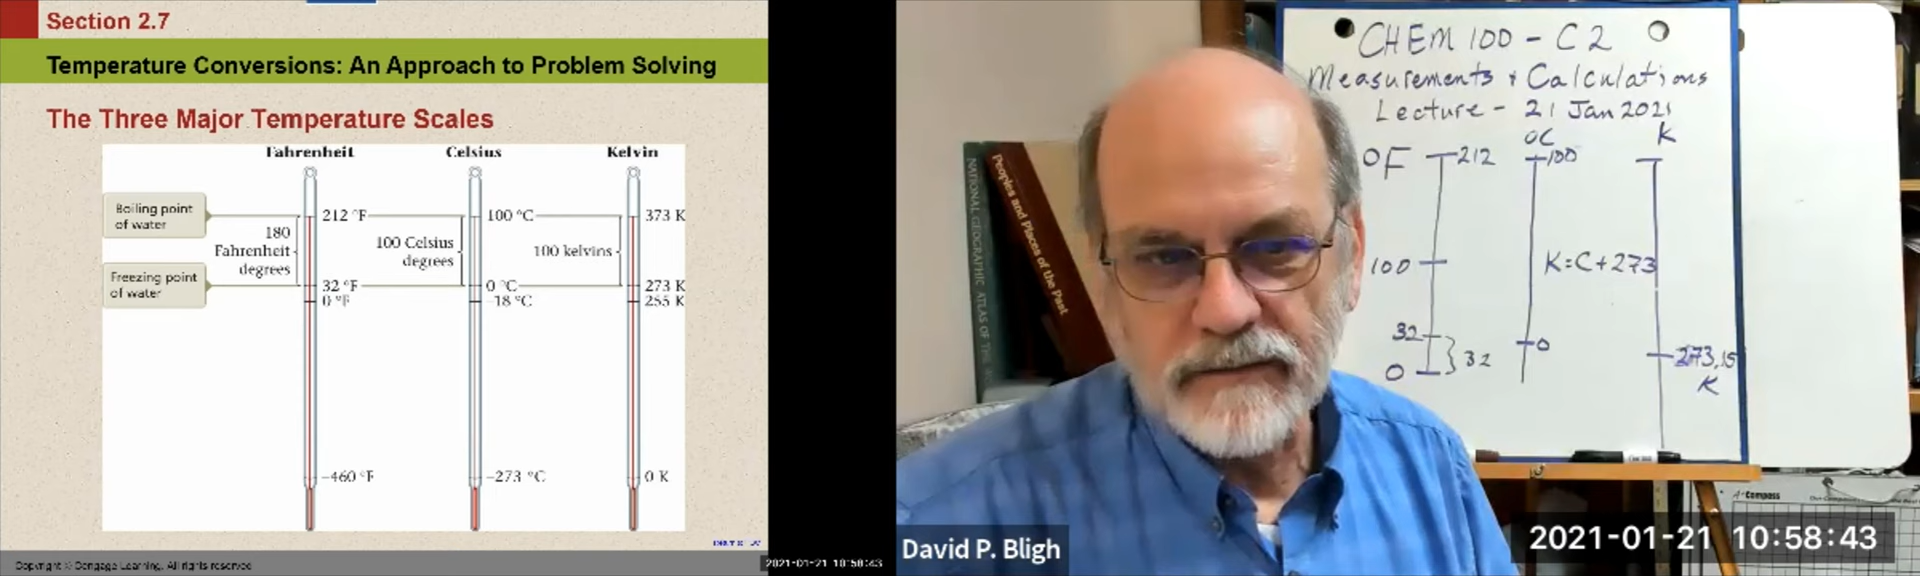 Section 2.7
Temperature Conversions: An Approach to Problem Solving
The Three Major Temperature Scales
Fahrenheit Celsius Kelvin
Boiling point
of water
212 °F 100 °C 373 K
180
Fahrenheit
degrees
100 Celsius
degrees
100 kelvins
Freezing point
of water
32 °F 0 °C 273 K
0 °F -18 °C 255 K
-460 °F -273 °C 0 K
Copyright © Cengage Learning. All rights reserved
2021-01-21 10:58:43
NATIONAL GEOGRAPHIC ATLAS OF THE
Peoples and Places of the Past
CHEM 100 - C2
Measurements + Calculations
Lecture - 21 Jan 2021
°C K
°F 212 100
100 K=C+273
32 0
0 } 32 273.15
K
Compass
David P. Bligh
2021-01-21 10:58:43